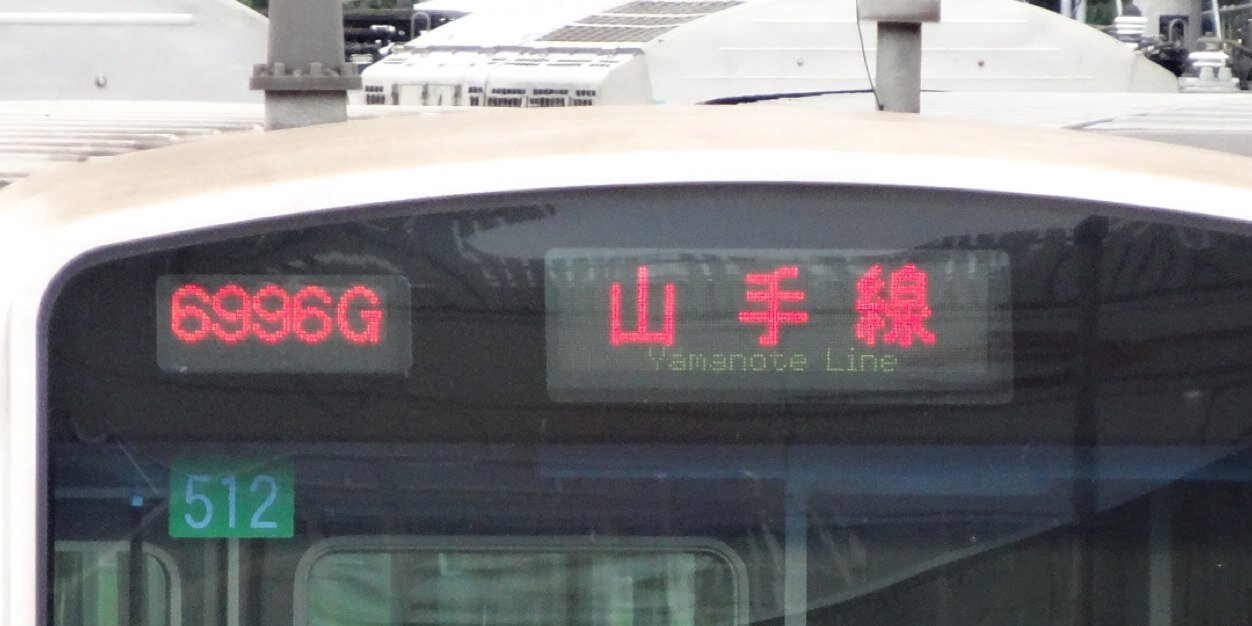 6996G
山手線
Yamanote Line
512